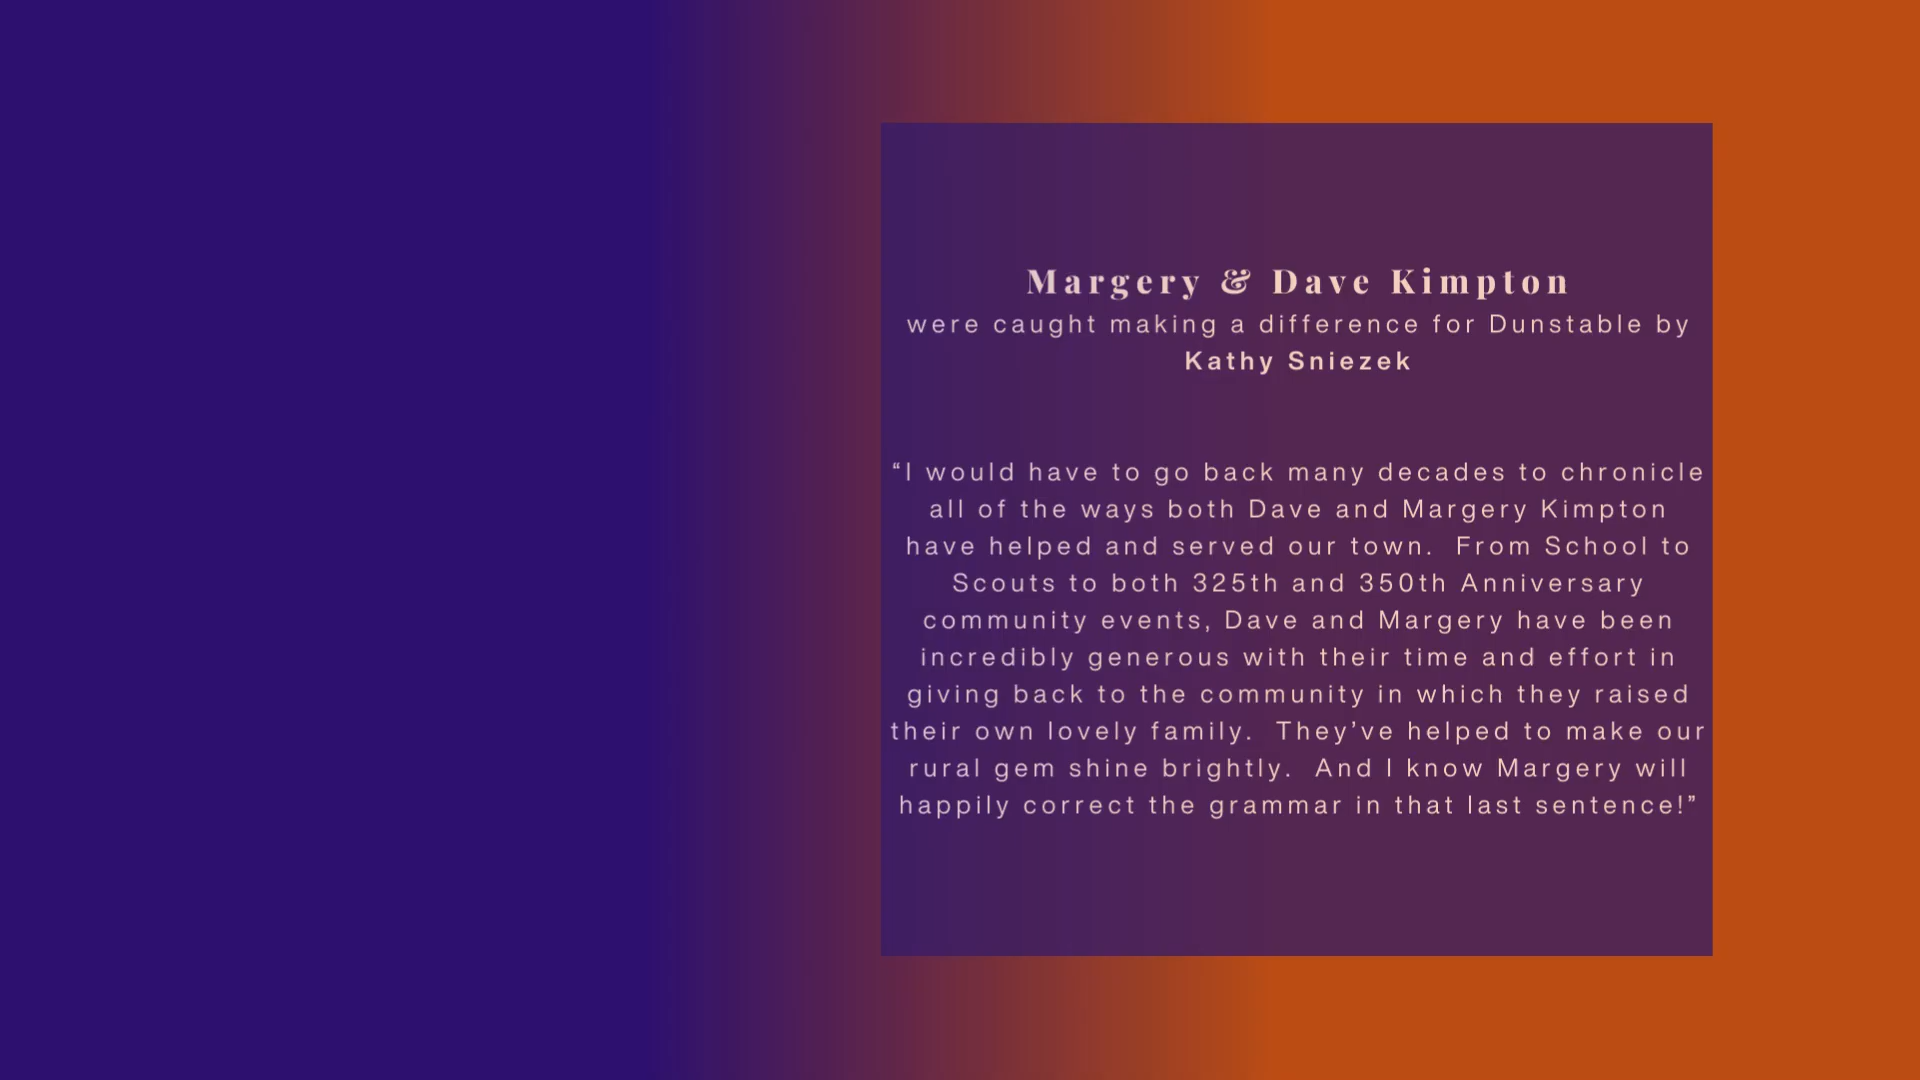 Margery & Dave Kimpton
were caught making a difference for Dunstable by
Kathy Sniezek
“I would have to go back many decades to chronicle
all of the ways both Dave and Margery Kimpton
have helped and served our town.  From School to
Scouts to both 325th and 350th Anniversary
community events, Dave and Margery have been
incredibly generous with their time and effort in
giving back to the community in which they raised
their own lovely family.  They’ve helped to make our
rural gem shine brightly.  And I know Margery will
happily correct the grammar in that last sentence!”